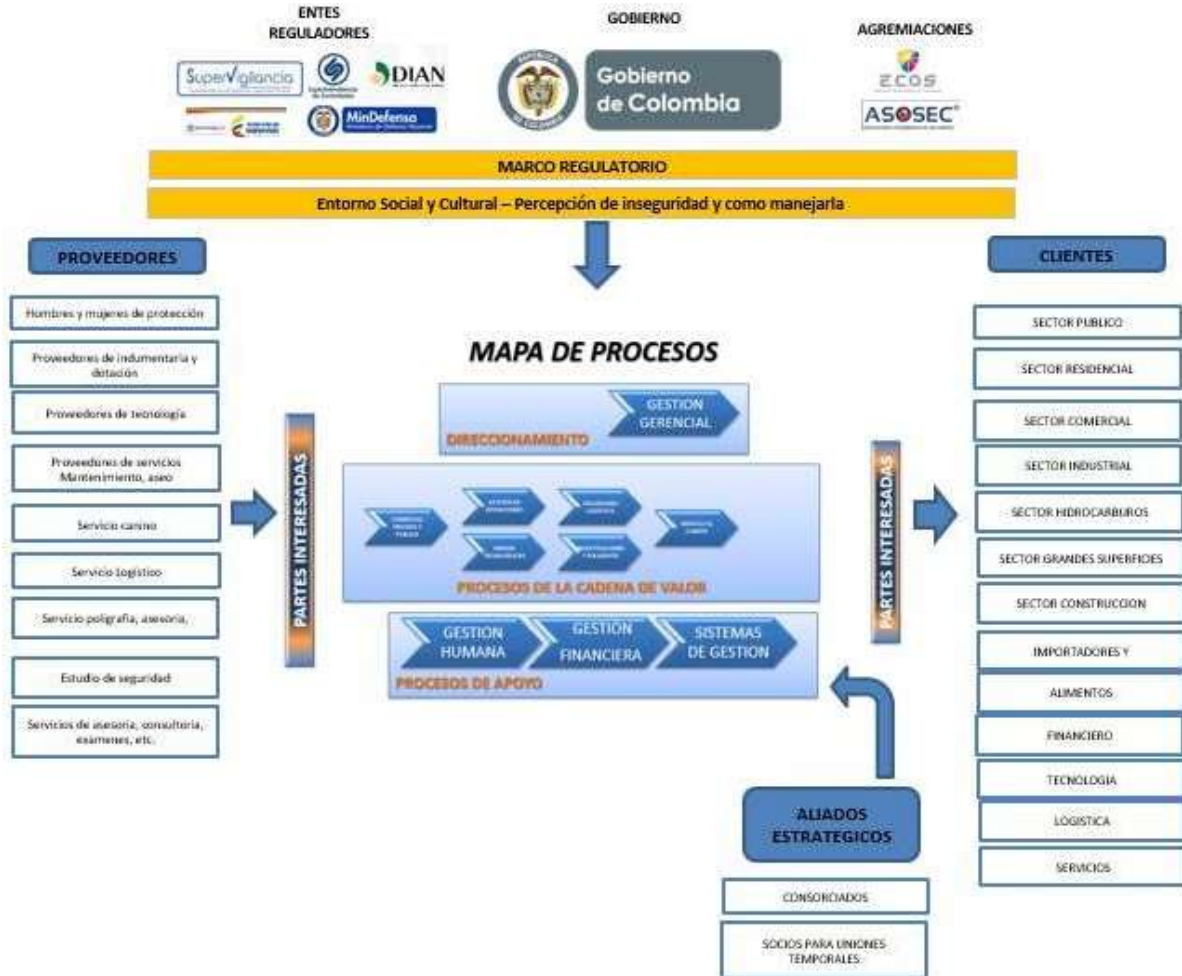 ENTES
REGULADORES
GOBIERNO
AGREMIACIONES
SuperVigilancia
DIAN
MinDefensa
REPUBLICA
DE COLOMBIA
Gobierno
de Colombia
ECOS
ASOSEC®
MARCO REGULATORIO
Entorno Social y Cultural – Percepción de inseguridad y como manejarla
PROVEEDORES
Hombres y mujeres de protección
Proveedores de indumentaria y
dotación
Proveedores de tecnología
Proveedores de servicios
Mantenimiento, aseo
Servicio canino
Servicio Logístico
Servicio poligrafia, asesoria,
Estudio de seguridad
Servicios de asesoria, consultoria,
examenes, etc.
PARTES INTERESADAS
MAPA DE PROCESOS
GESTION
GERENCIAL
DIRECCIONAMIENTO
PROCESOS DE LA CADENA DE VALOR
GESTION
HUMANA
GESTION
FINANCIERA
SISTEMAS
DE GESTION
PROCESOS DE APOYO
PARTES INTERESADAS
CLIENTES
SECTOR PUBLICO
SECTOR RESIDENCIAL
SECTOR COMERCIAL
SECTOR INDUSTRIAL
SECTOR HIDROCARBUROS
SECTOR GRANDES SUPERFICIES
SECTOR CONSTRUCCION
IMPORTADORES Y
ALIMENTOS
FINANCIERO
TECNOLOGIA
LOGISTICA
SERVICIOS
ALIADOS
ESTRATEGICOS
CONSORCIADOS
SOCIOS PARA UNIONES
TEMPORALES